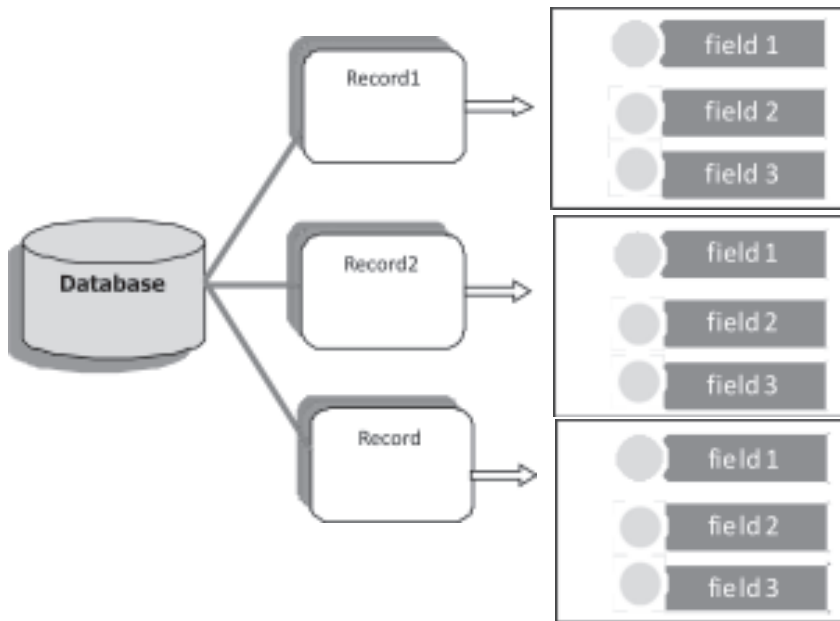 Database
Record1
field 1
field 2
field 3
Record2
field 1
field 2
field 3
Record
field 1
field 2
field 3